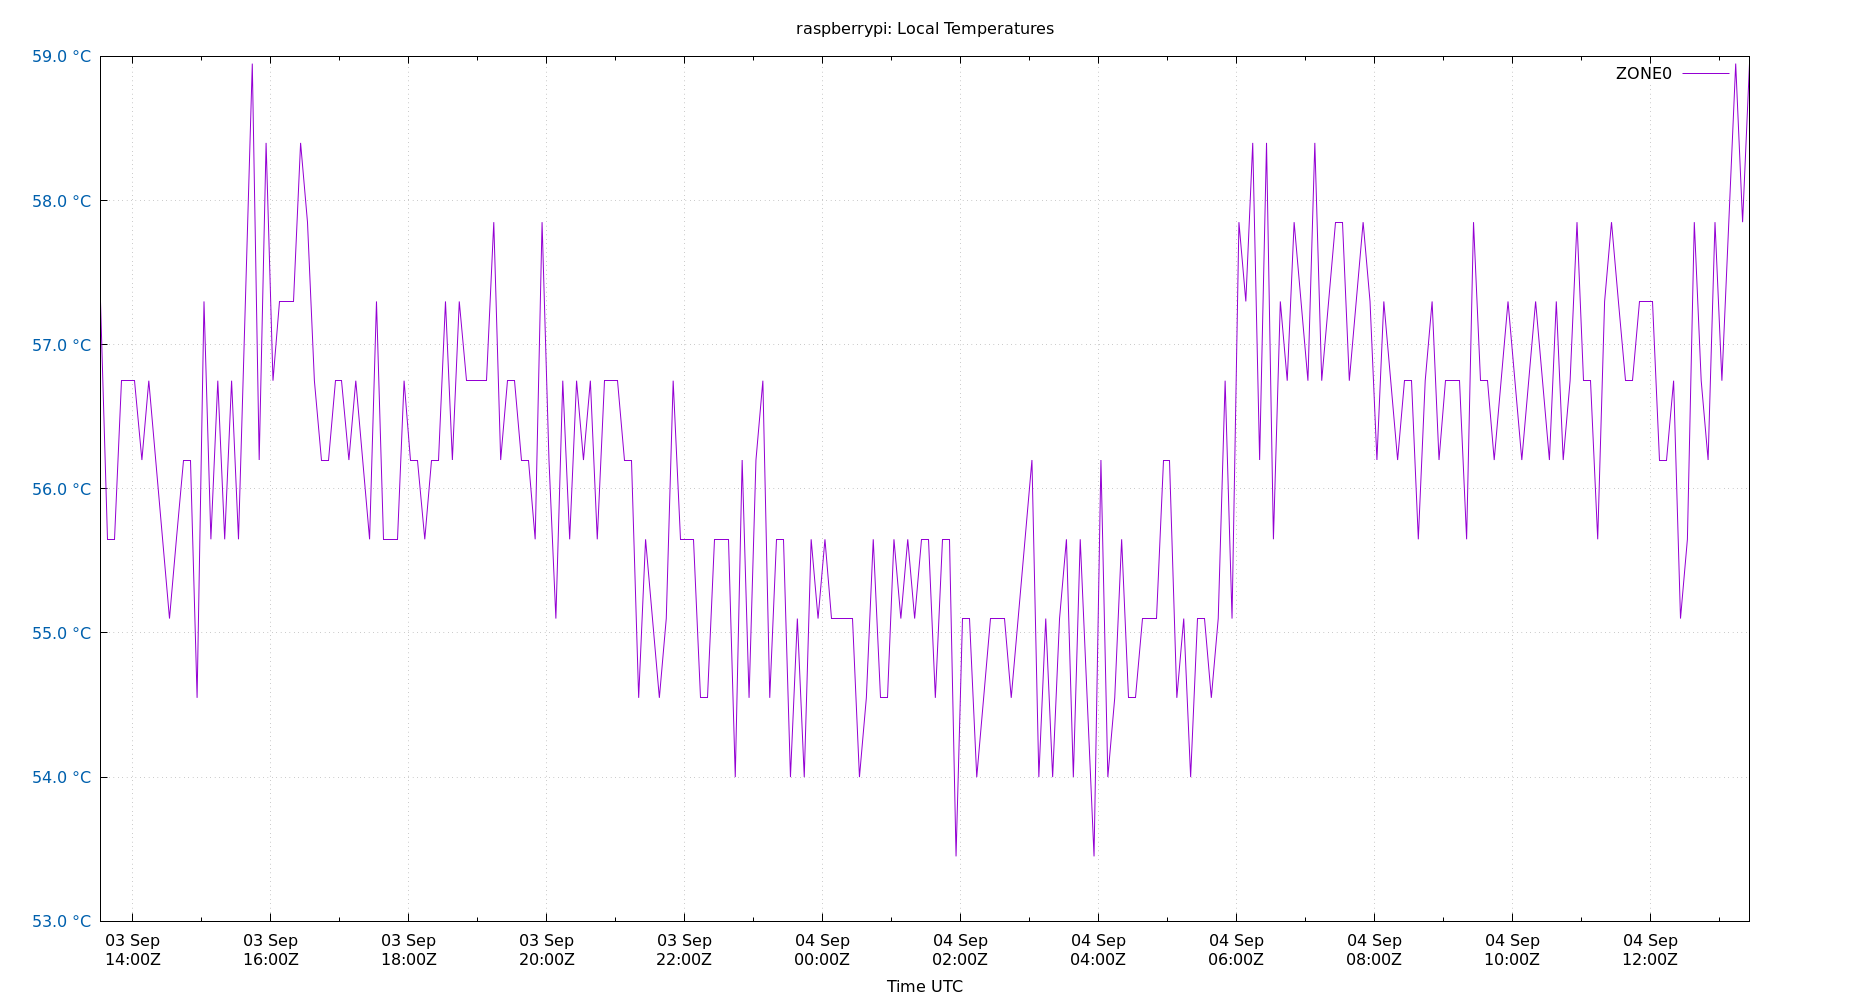 raspberrypi: Local Temperatures
59.0 °C
ZONE0
58.0 °C
57.0 °C
56.0 °C
55.0 °C
54.0 °C
53.0 °C
03 Sep 03 Sep 03 Sep 03 Sep 03 Sep 04 Sep 04 Sep 04 Sep 04 Sep 04 Sep 04 Sep 04 Sep
14:00Z 16:00Z 18:00Z 20:00Z 22:00Z 00:00Z 02:00Z 04:00Z 06:00Z 08:00Z 10:00Z 12:00Z
Time UTC